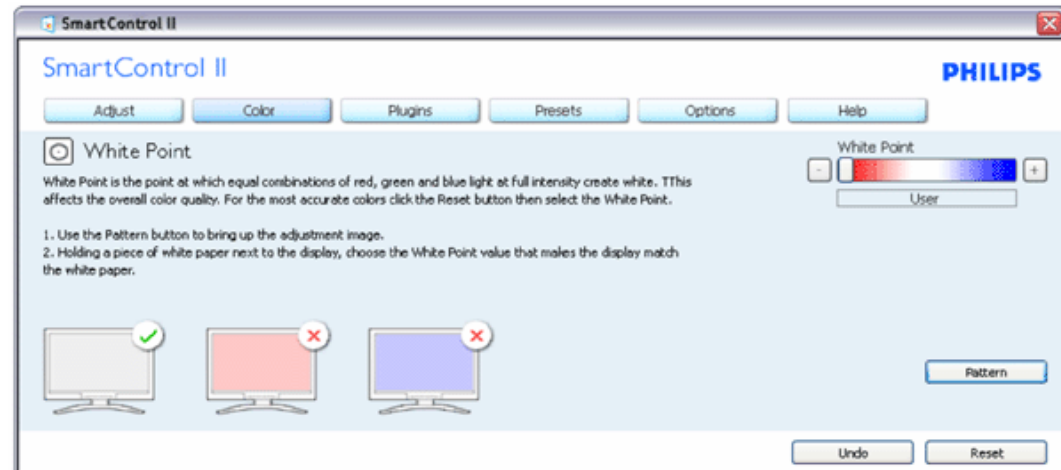 SmartControl II
SmartControl II
PHILIPS
Adjust
Color
Plugins
Presets
Options
Help
White Point
White Point is the point at which equal combinations of red, green and blue light at full intensity create white. TThis
affects the overall color quality. For the most accurate colors click the Reset button then select the White Point.
1. Use the Pattern button to bring up the adjustment image.
2. Holding a piece of white paper next to the display, choose the White Point value that makes the display match
the white paper.
White Point
-
+
User
Pattern
Undo
Reset